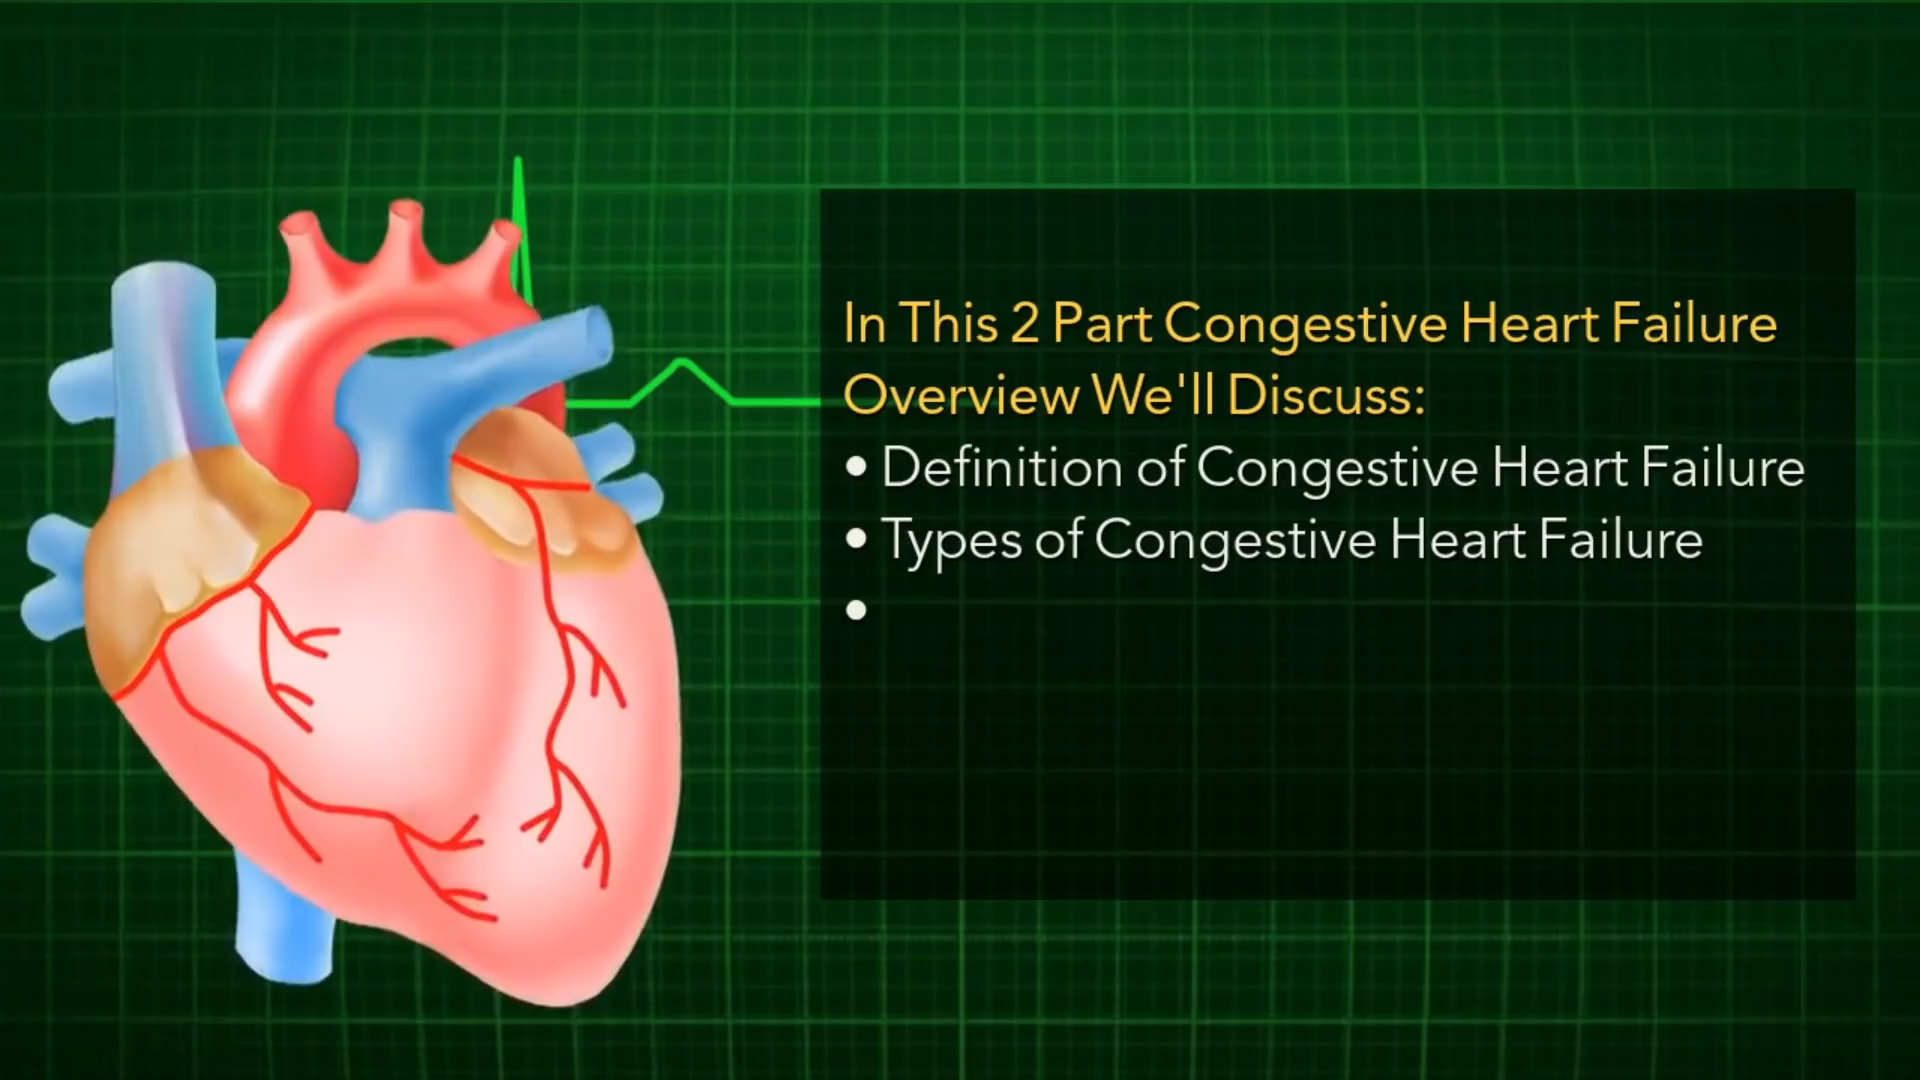 In This 2 Part Congestive Heart Failure
Overview We'll Discuss:
• Definition of Congestive Heart Failure
• Types of Congestive Heart Failure
•